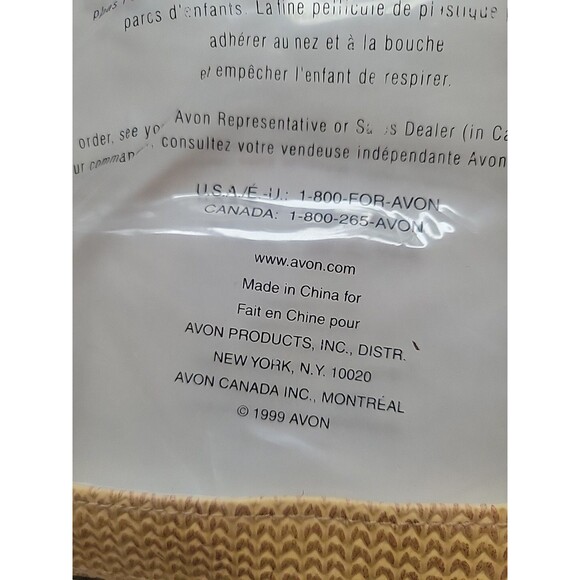 parcs d'enfants. La fine pellicule de plastique
adhérer au nez et à la bouche
et empêcher l'enfant de respirer.
order, see Avon Representative or Dealer (in
consultez votre vendeuse indépendante Avon
U.S.A./É.-U.: 1-800-FOR-AVON
CANADA: 1-800-265-AVON
www.avon.com
Made in China for
Fait en Chine pour
AVON PRODUCTS, INC., DISTR.
NEW YORK, N.Y. 10020
AVON CANADA INC., MONTRÉAL
© 1999 AVON